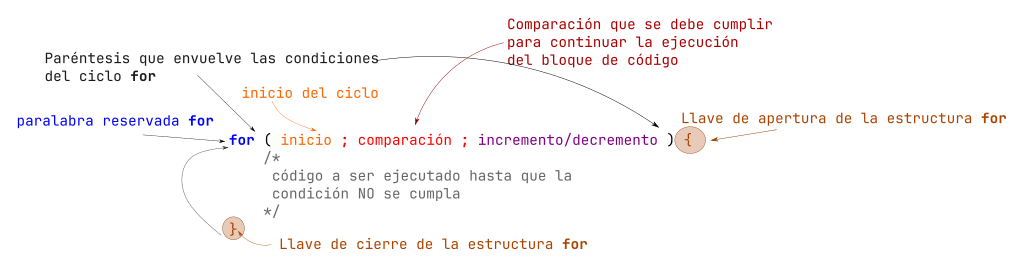 Comparación que se debe cumplir
para continuar la ejecución
del bloque de código
Paréntesis que envuelve las condiciones
del ciclo for
inicio del ciclo
paralabra reservada for
Llave de apertura de la estructura for
for ( inicio ; comparación ; incremento/decremento ) {
/*
código a ser ejecutado hasta que la
condición NO se cumpla
*/
}
Llave de cierre de la estructura for